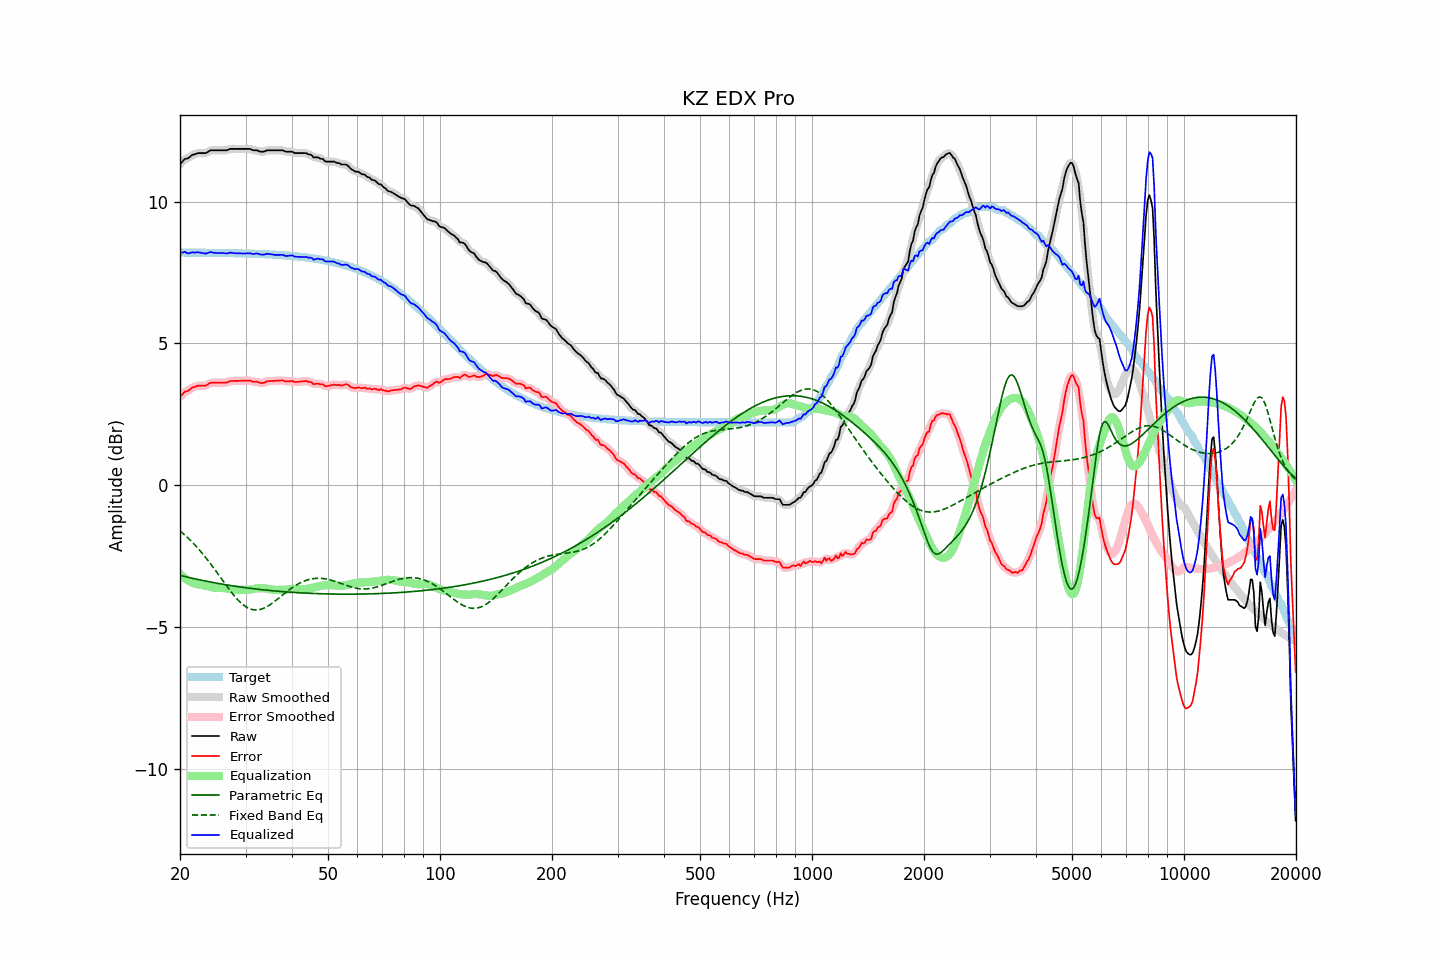 KZ EDX Pro
Amplitude (dBr)
10
5
0
−5
−10
Target
Raw Smoothed
Error Smoothed
Raw
Error
Equalization
Parametric Eq
Fixed Band Eq
Equalized
20 50 100 200 500 1000 2000 5000 10000 20000
Frequency (Hz)